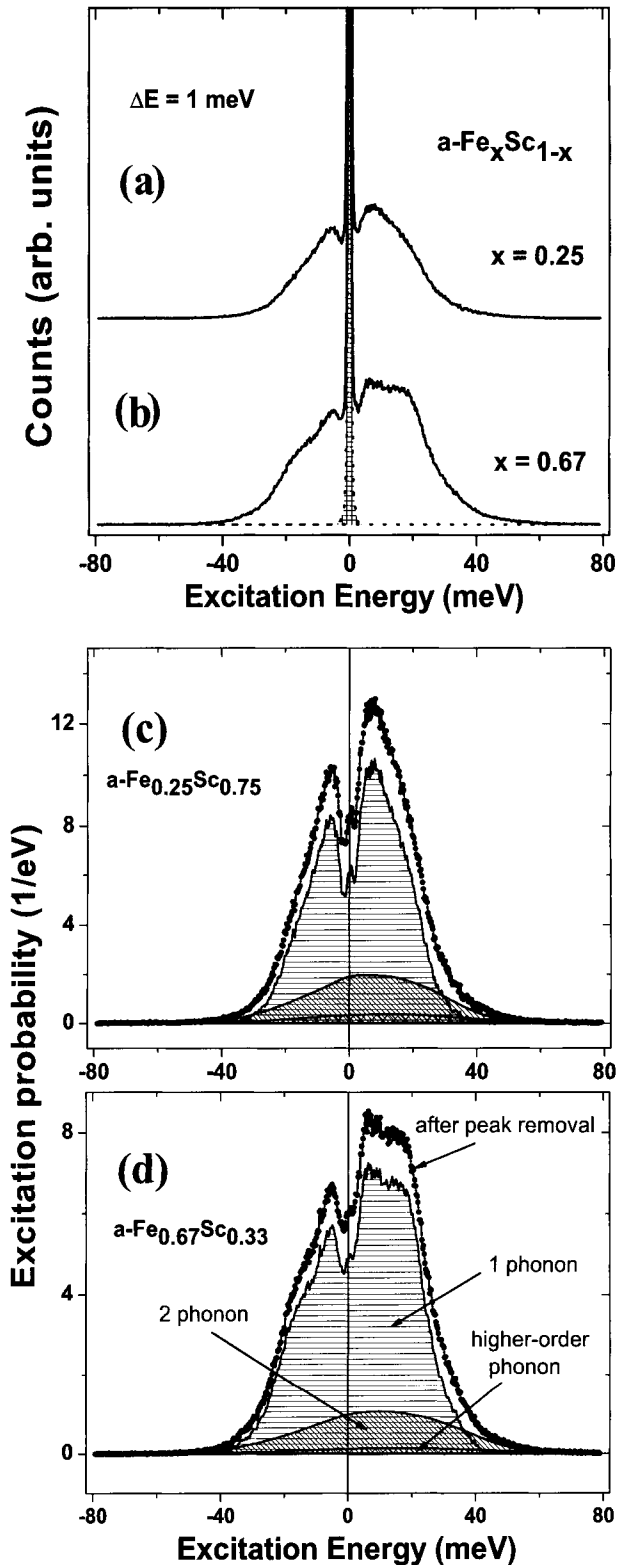 ΔE = 1 meV
a-FeₓSc₁₋ₓ
(a)
x = 0.25
(b)
x = 0.67
Counts (arb. units)
-80 -40 0 40 80
Excitation Energy (meV)
(c)
a-Fe₀.₂₅Sc₀.₇₅
12
8
4
0
-80 -40 0 40 80
Excitation probability (1/eV)
(d)
a-Fe₀.₆₇Sc₀.₃₃
after peak removal
1 phonon
2 phonon
higher-order
phonon
8
4
0
-80 -40 0 40 80
Excitation Energy (meV)